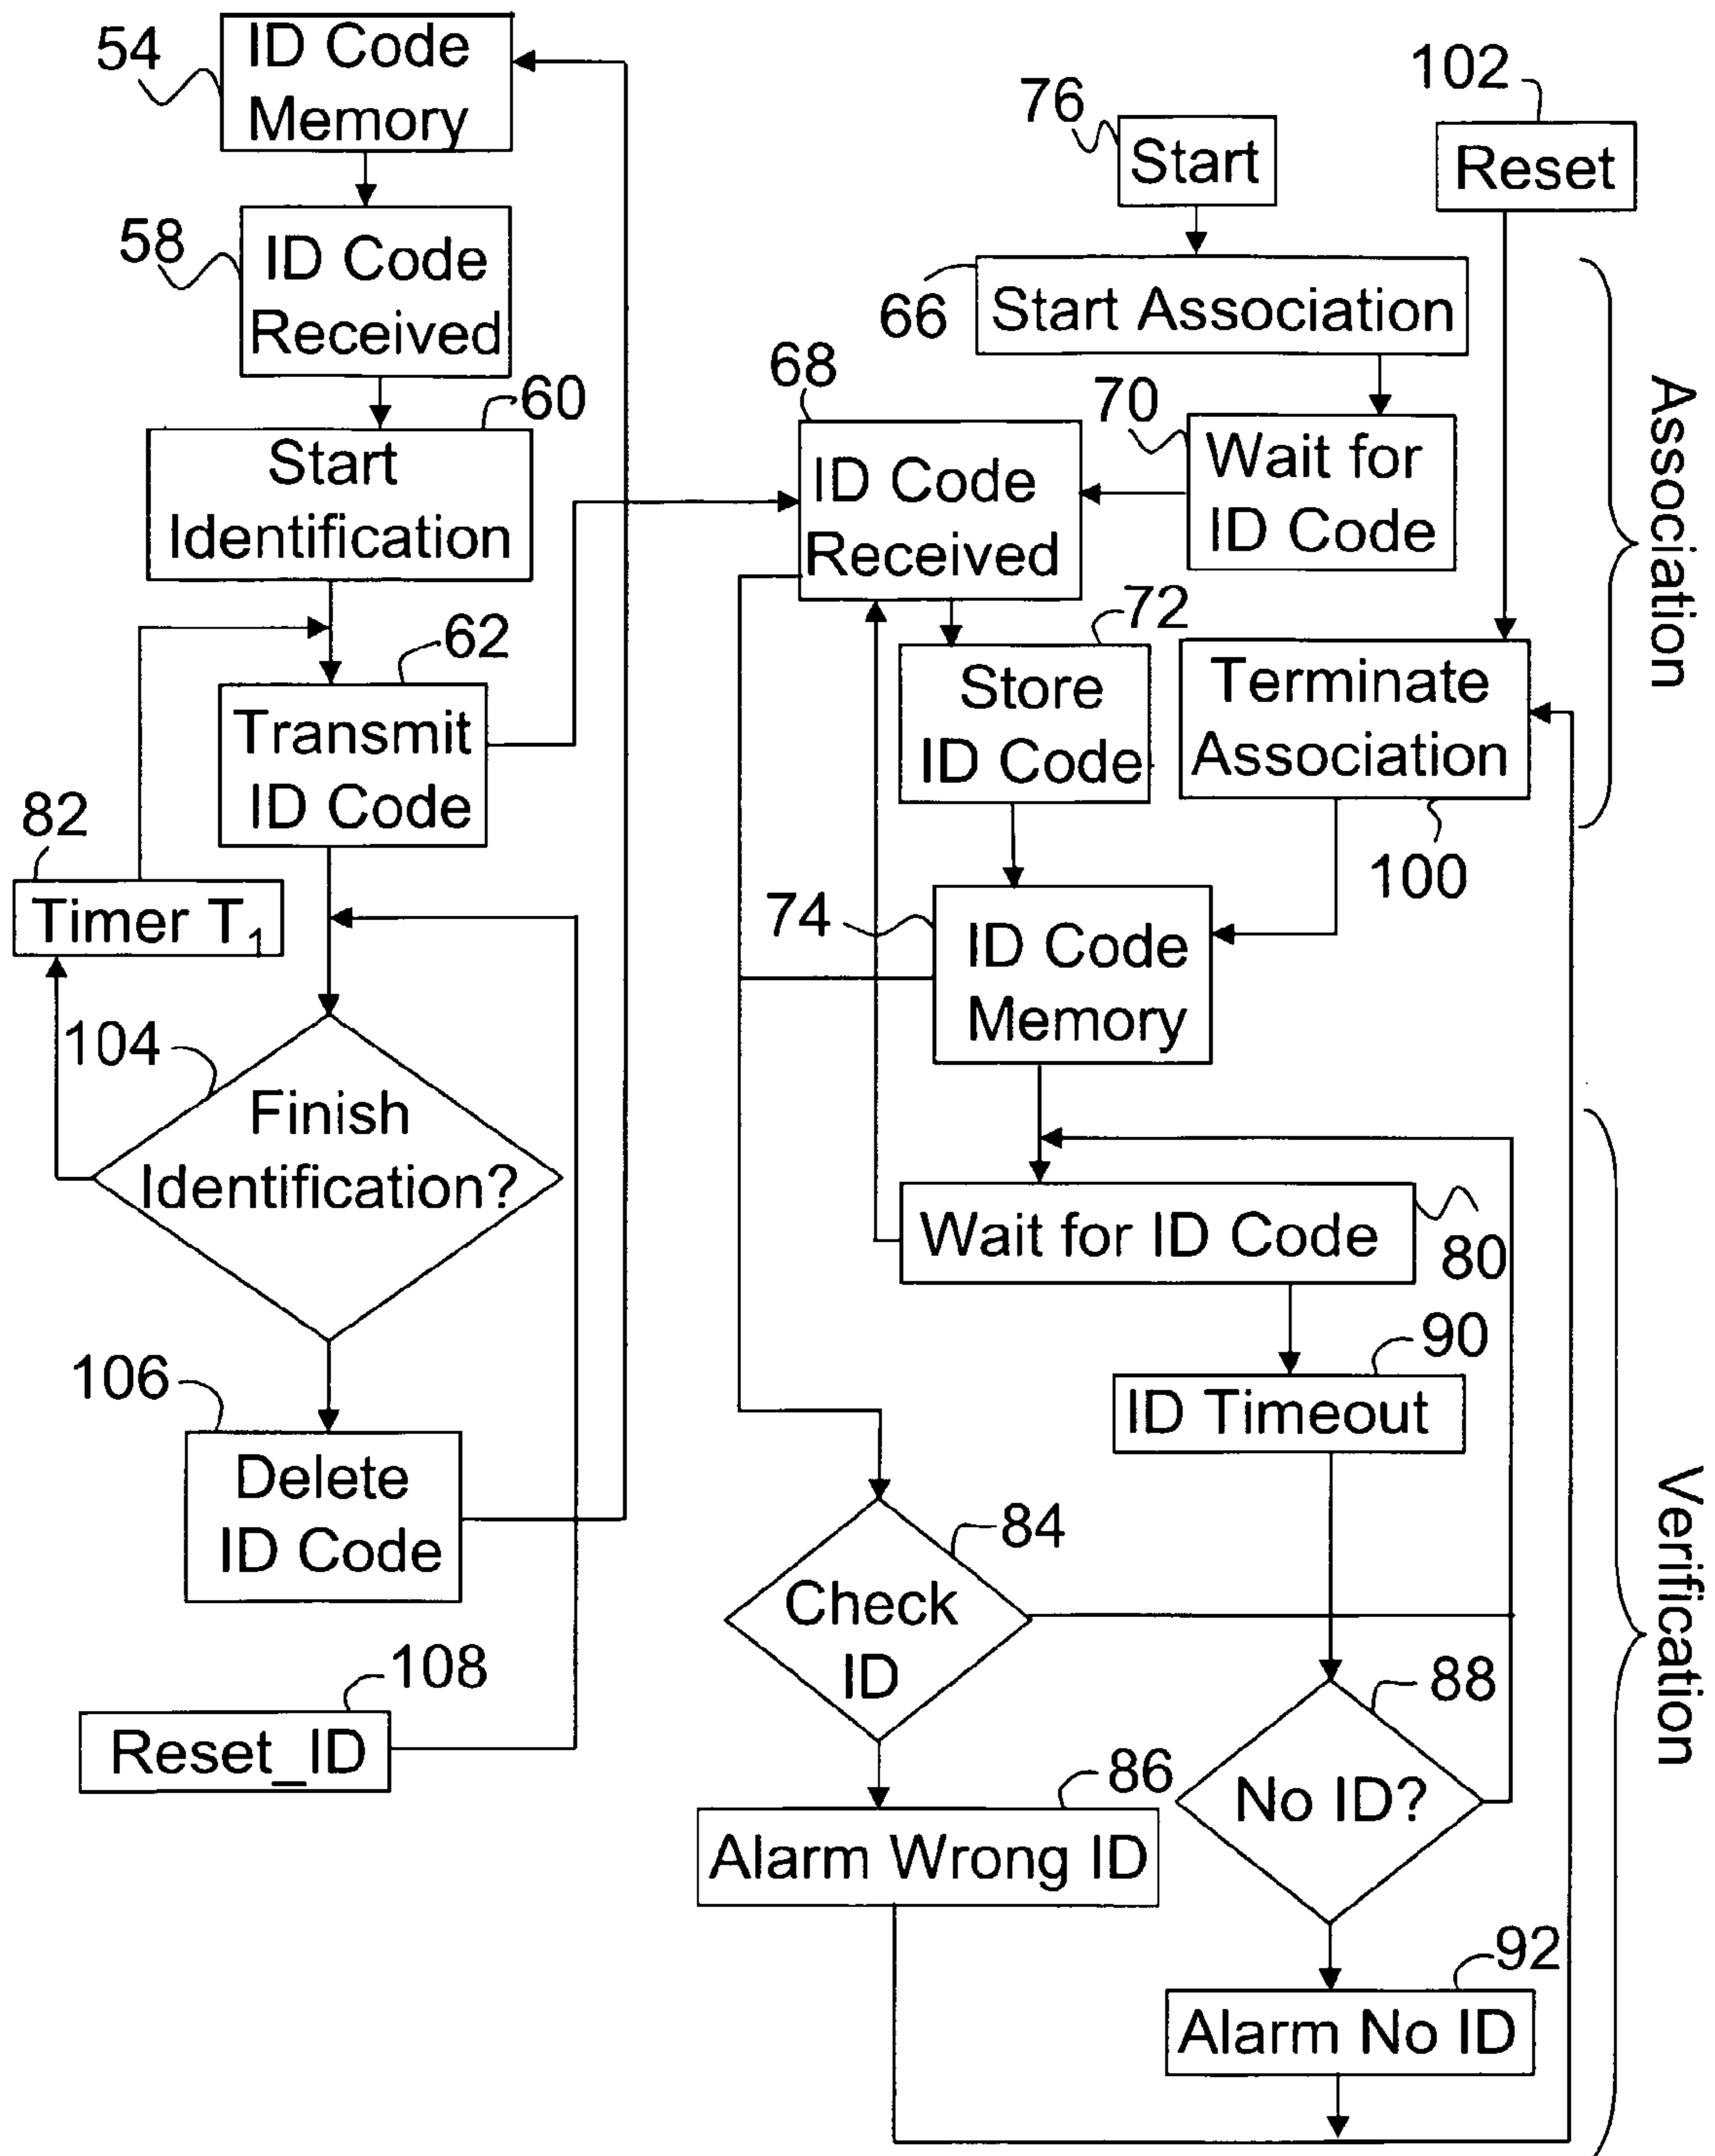 54
ID Code
Memory
58
ID Code
Received
60
Start
Identification
62
Transmit
ID Code
82
Timer T1
104
Finish
Identification?
106
Delete
ID Code
108
Reset_ID
76
Start
102
Reset
66
Start Association
68
ID Code
Received
70
Wait for
ID Code
72
Store
ID Code
Terminate
Association
100
74
ID Code
Memory
Wait for ID Code
80
90
ID Timeout
84
Check
ID
86
Alarm Wrong ID
88
No ID?
92
Alarm No ID
Association
Verification